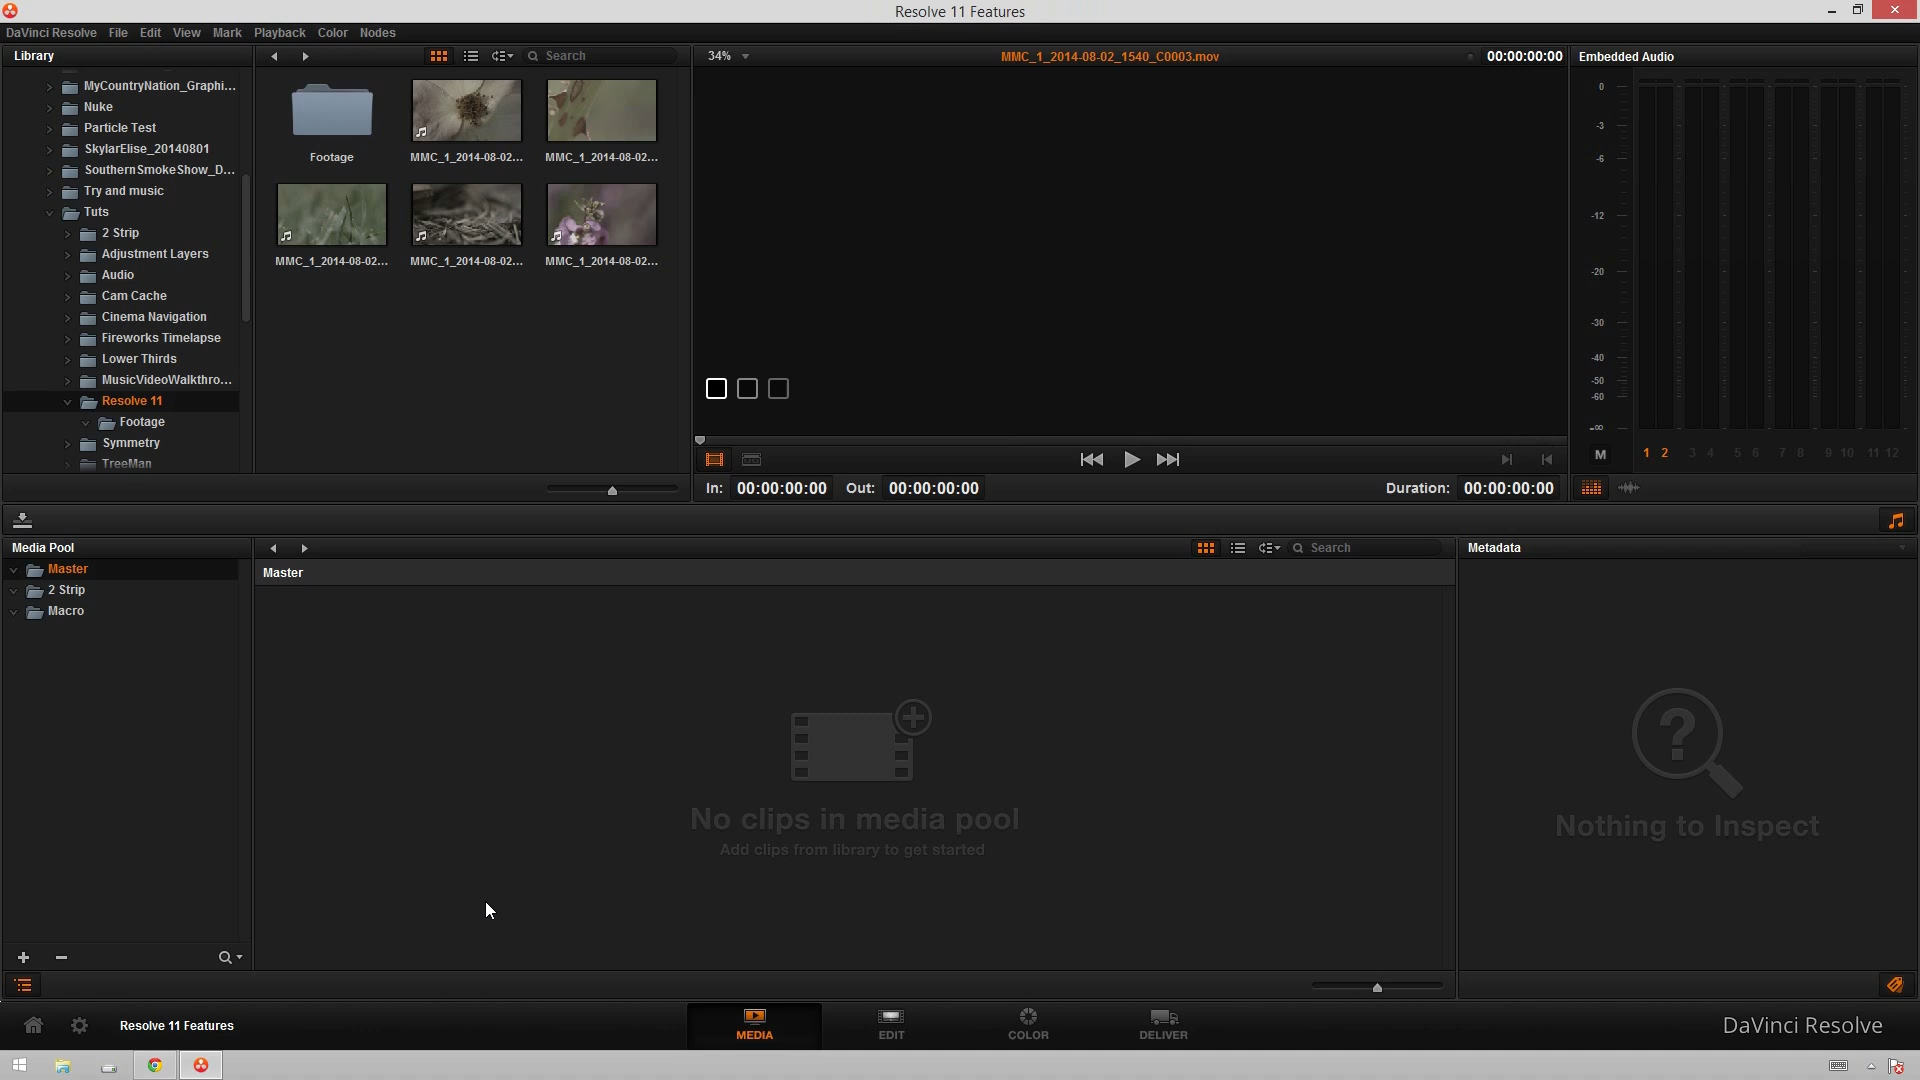 Resolve 11 Features
DaVinci Resolve File Edit View Mark Playback Color Nodes
Library
Search
34%
MMC_1_2014-08-02_1540_C0003.mov
00:00:00:00
Embedded Audio
MyCountryNation_Graphi...
Nuke
Particle Test
SkylarElise_20140801
SouthernSmokeShow_D...
Try and music
Tuts
2 Strip
Adjustment Layers
Audio
Cam Cache
Cinema Navigation
Fireworks Timelapse
Lower Thirds
MusicVideoWalkthro...
Resolve 11
Footage
Symmetry
TreeMan
Footage
MMC_1_2014-08-02...
MMC_1_2014-08-02...
MMC_1_2014-08-02...
MMC_1_2014-08-02...
MMC_1_2014-08-02...
0
-3
-6
-12
-20
-30
-40
-50
-60
-∞
M 1 2 3 4 5 6 7 8 9 10 11 12
In: 00:00:00:00 Out: 00:00:00:00
Duration: 00:00:00:00
Media Pool
Search
Metadata
Master
2 Strip
Macro
Master
No clips in media pool
Add clips from library to get started
Nothing to Inspect
Resolve 11 Features
MEDIA
EDIT
COLOR
DELIVER
DaVinci Resolve